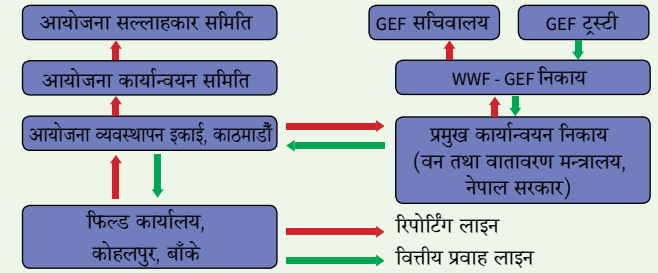 आयोजना सल्लाहकार समिति
आयोजना कार्यान्वयन समिति
आयोजना व्यवस्थापन इकाई, काठमाडौँ
फिल्ड कार्यालय,
कोहलपुर, बाँके
GEF सचिवालय
GEF ट्रस्टी
WWF - GEF निकाय
प्रमुख कार्यान्वयन निकाय
(वन तथा वातावरण मन्त्रालय,
नेपाल सरकार)
रिपोर्टिंग लाइन
वित्तीय प्रवाह लाइन